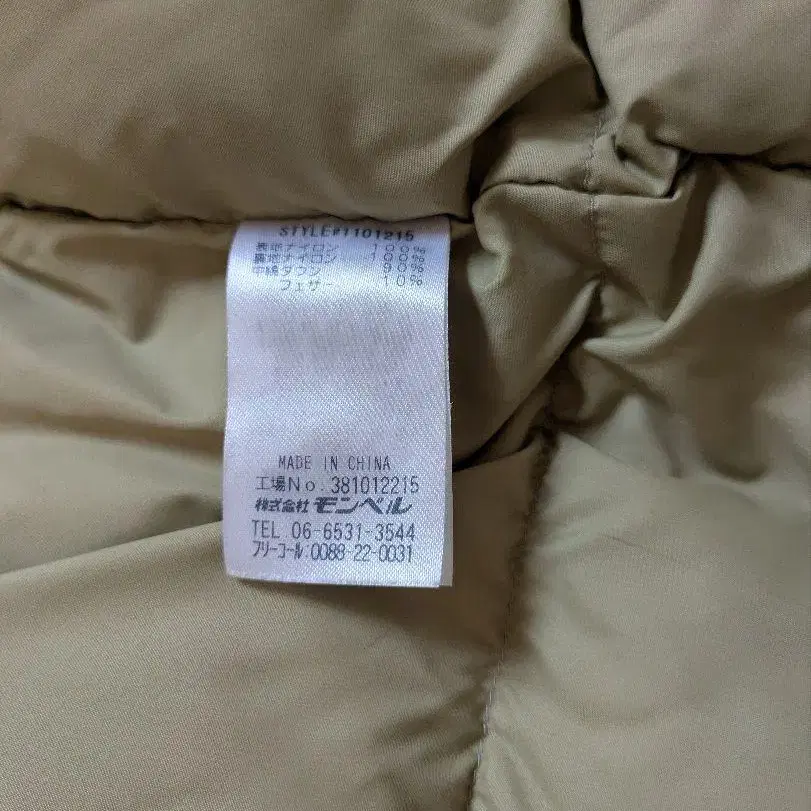 STYLE#1101215
表地ナイロン 100%
裏地ナイロン 100%
中綿ダウン 90%
フェザー 10%
MADE IN CHINA
工場No.381012215
株式会社モンベル
TEL 06-6531-3544
フリーコール:0088-22-0031